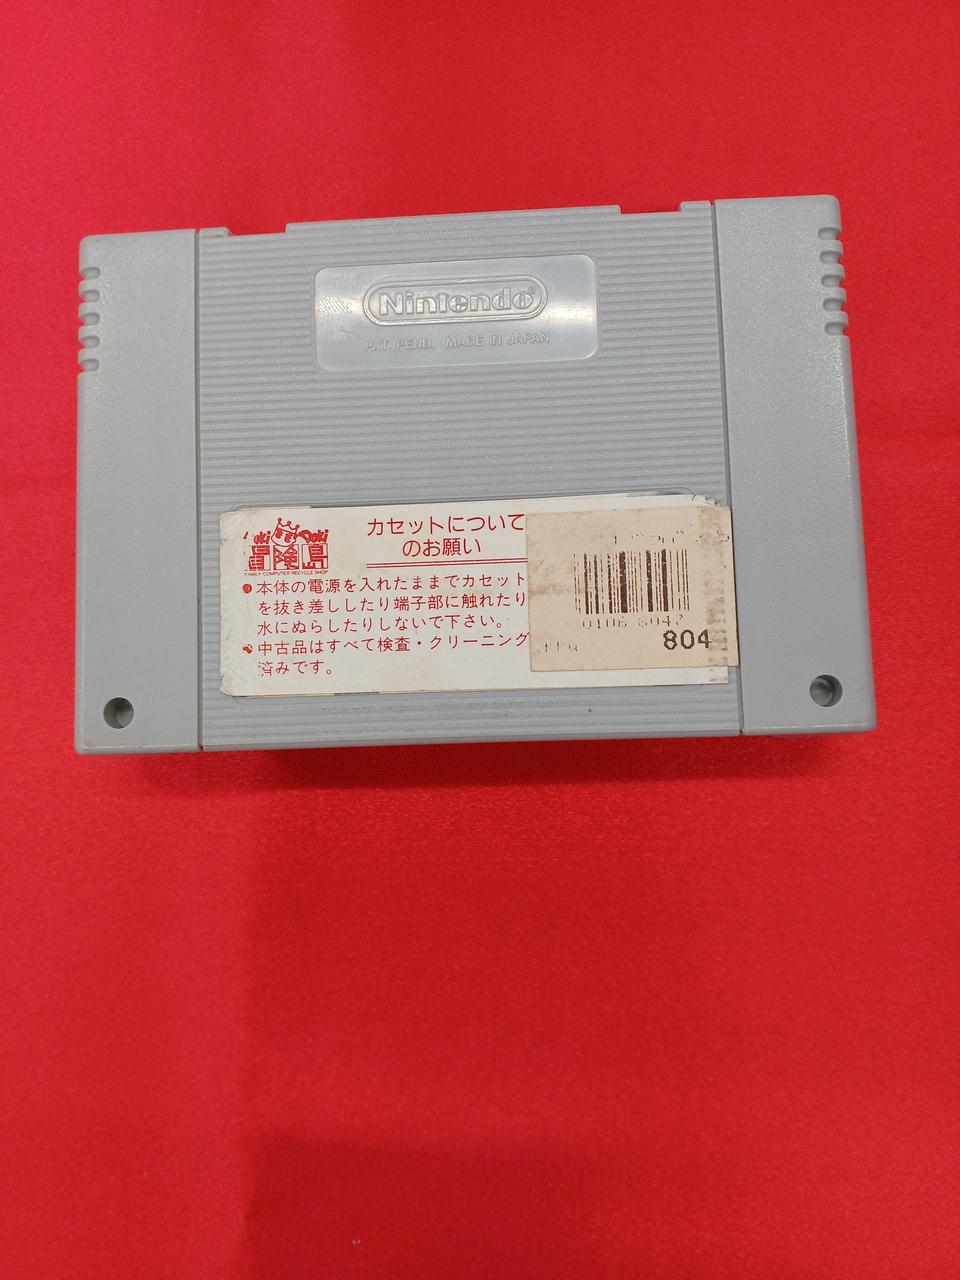 Nintendo
PAT. PEND. MADE IN JAPAN
Doki Doki
冒険島
FAMILY COMPUTER RECYCLE SHOP
カセットについて
のお願い
●本体の電源を入れたままでカセット
を抜き差ししたり端子部に触れたり
水にぬらしたりしないで下さい。
●中古品はすべて検査・クリーニング
済みです。
0106 8047
804